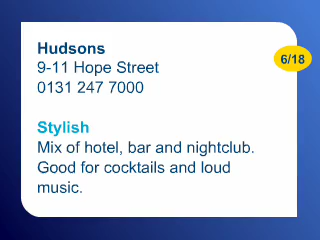 Hudsons
9-11 Hope Street
0131 247 7000
6/18
Stylish
Mix of hotel, bar and nightclub.
Good for cocktails and loud
music.